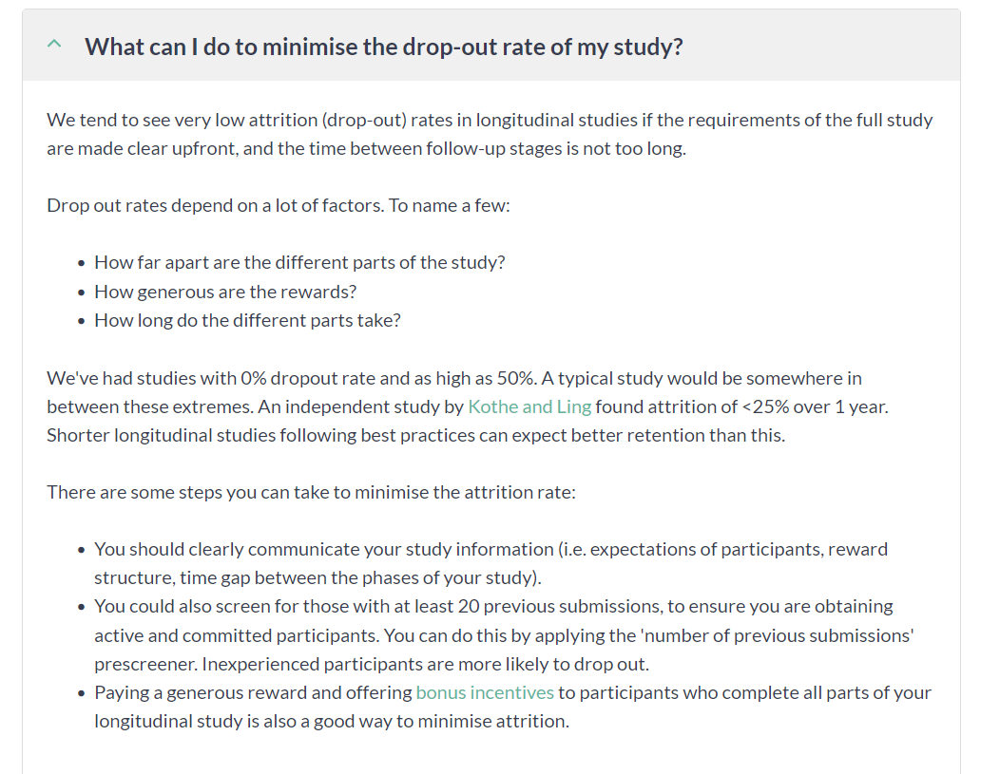 What can I do to minimise the drop-out rate of my study?
We tend to see very low attrition (drop-out) rates in longitudinal studies if the requirements of the full study
are made clear upfront, and the time between follow-up stages is not too long.
Drop out rates depend on a lot of factors. To name a few:
• How far apart are the different parts of the study?
• How generous are the rewards?
• How long do the different parts take?
We've had studies with 0% dropout rate and as high as 50%. A typical study would be somewhere in
between these extremes. An independent study by Kothe and Ling found attrition of <25% over 1 year.
Shorter longitudinal studies following best practices can expect better retention than this.
There are some steps you can take to minimise the attrition rate:
• You should clearly communicate your study information (i.e. expectations of participants, reward
structure, time gap between the phases of your study).
• You could also screen for those with at least 20 previous submissions, to ensure you are obtaining
active and committed participants. You can do this by applying the 'number of previous submissions'
prescreener. Inexperienced participants are more likely to drop out.
• Paying a generous reward and offering bonus incentives to participants who complete all parts of your
longitudinal study is also a good way to minimise attrition.